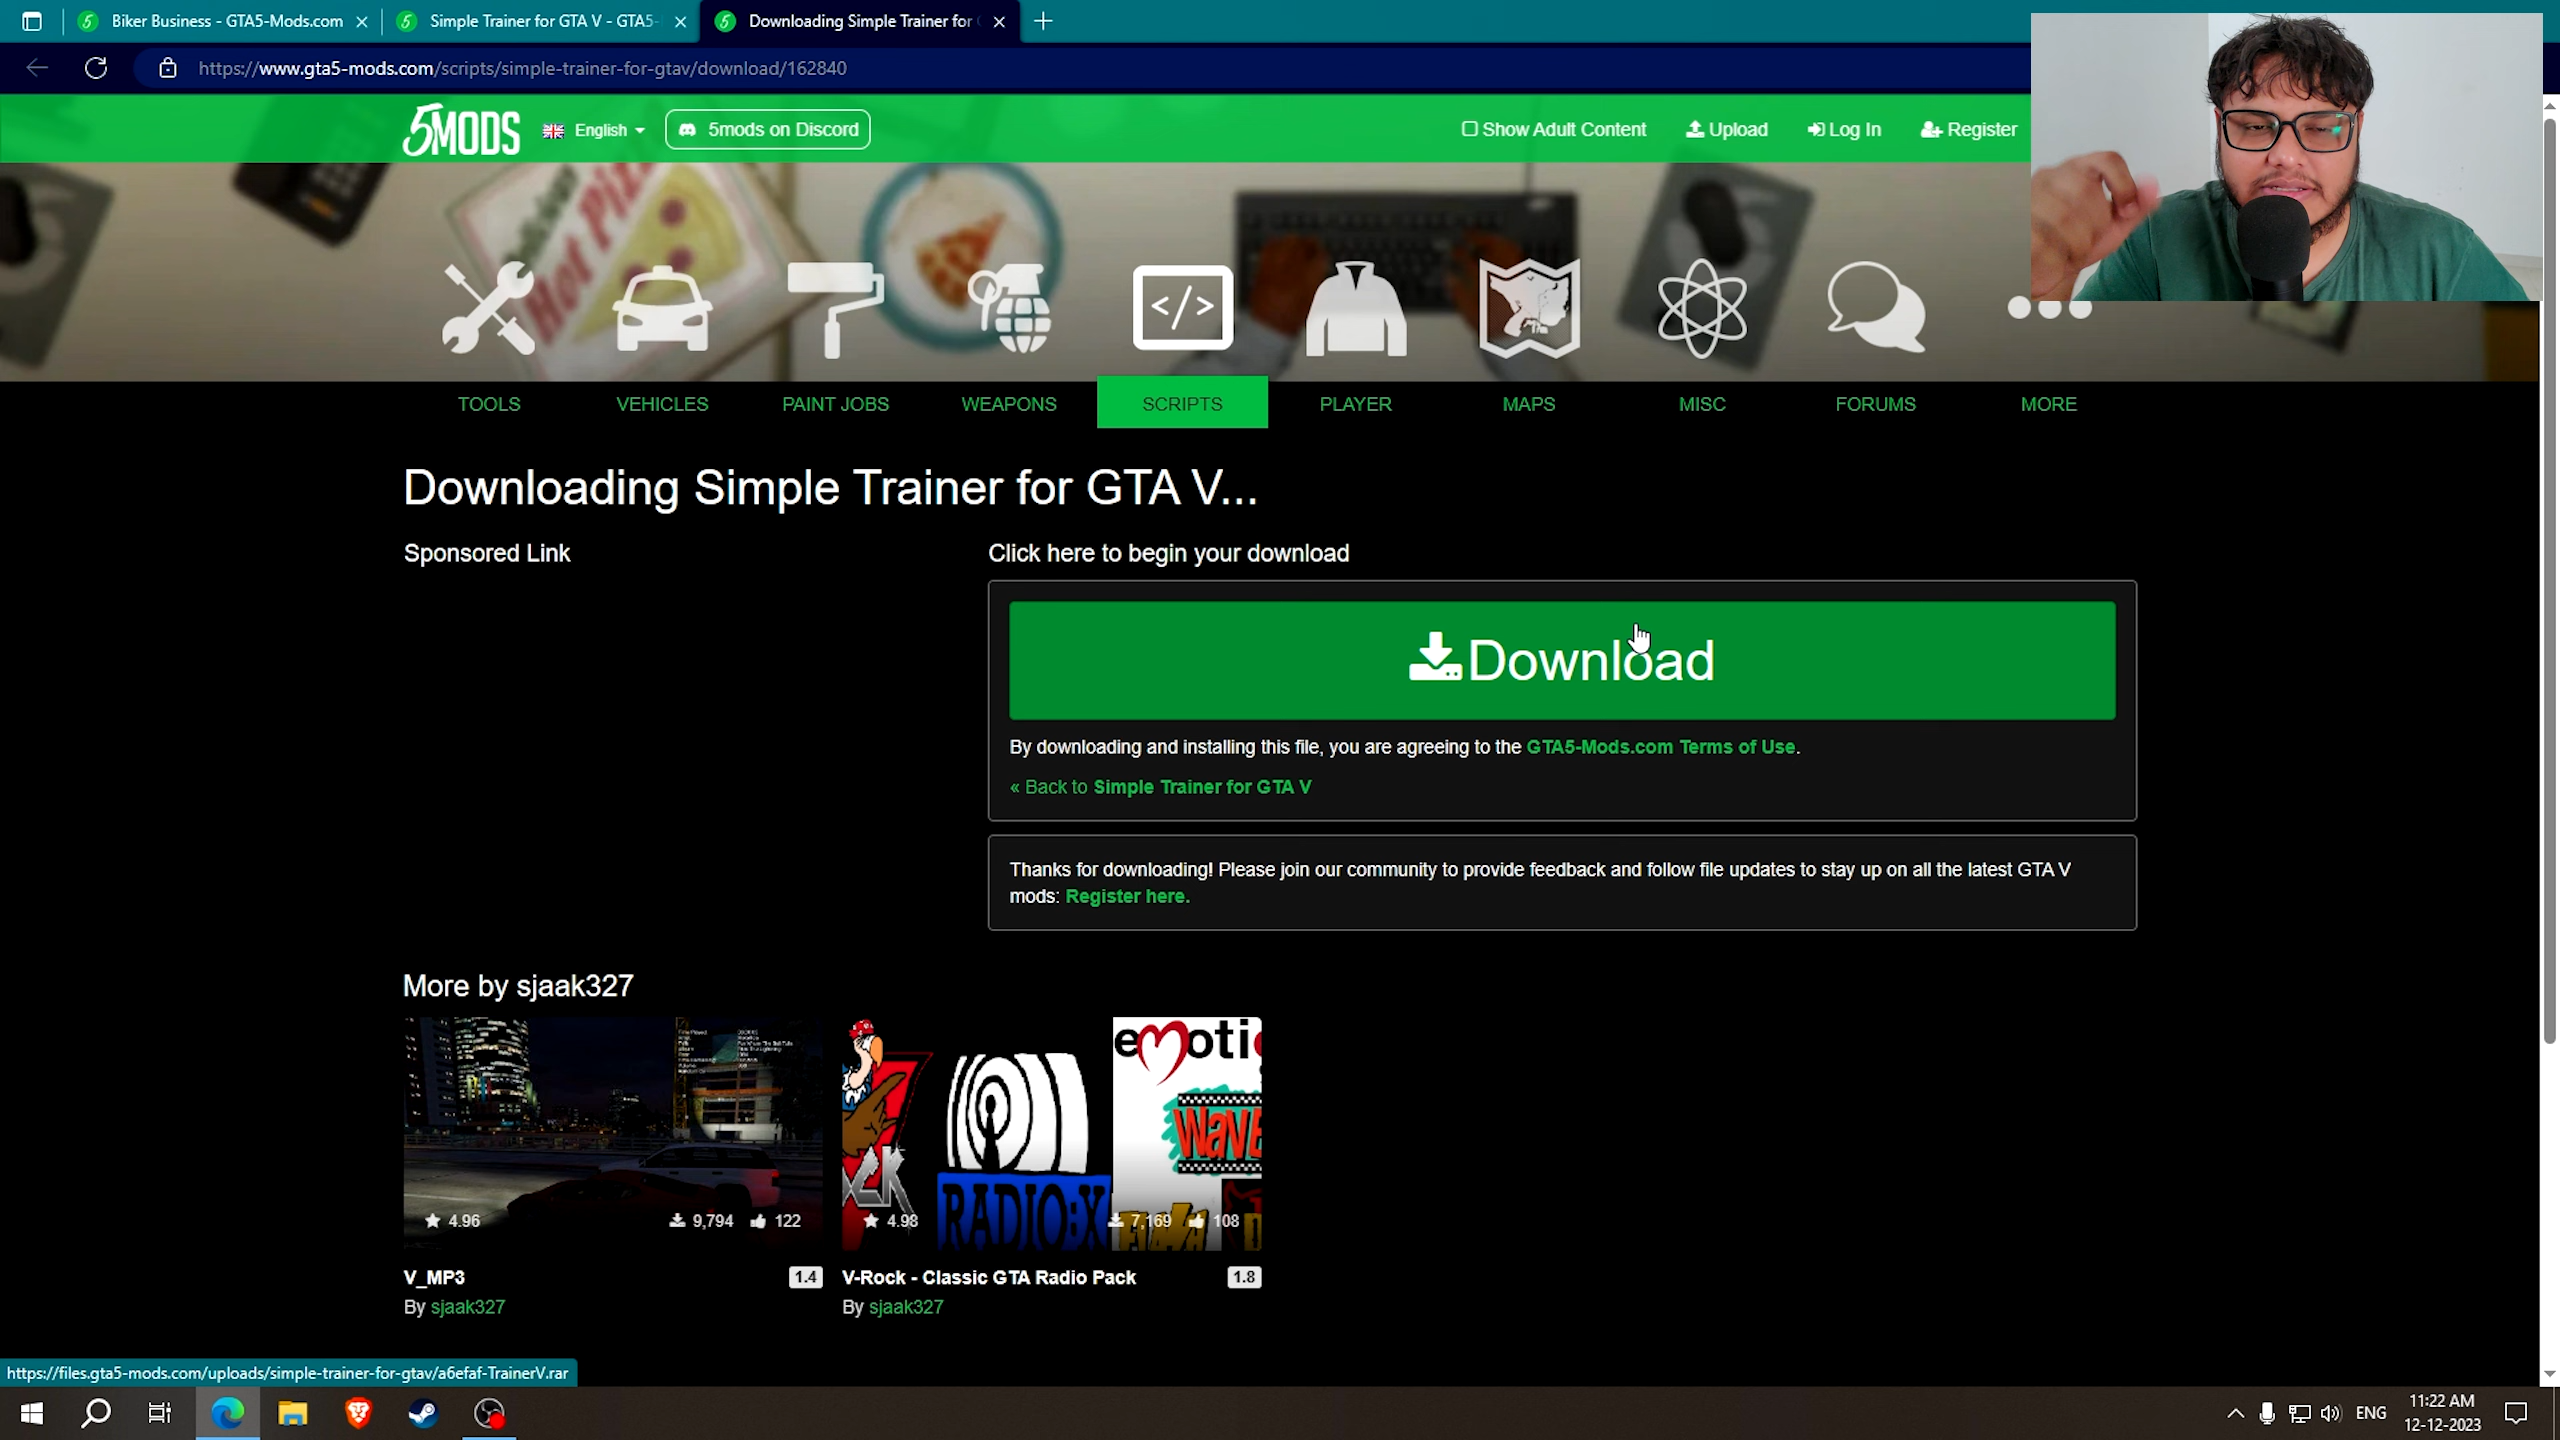 Biker Business - GTA5-Mods.com
Simple Trainer for GTA V - GTA5-
Downloading Simple Trainer for
https://www.gta5-mods.com/scripts/simple-trainer-for-gtav/download/162840
5MODS
English
5mods on Discord
Show Adult Content
Upload
Log In
Register
TOOLS
VEHICLES
PAINT JOBS
WEAPONS
SCRIPTS
PLAYER
MAPS
MISC
FORUMS
MORE
Downloading Simple Trainer for GTA V...
Sponsored Link
Click here to begin your download
Download
By downloading and installing this file, you are agreeing to the GTA5-Mods.com Terms of Use.
« Back to Simple Trainer for GTA V
Thanks for downloading! Please join our community to provide feedback and follow file updates to stay up on all the latest GTA V
mods: Register here.
More by sjaak327
emoti
WAVE
RADIO:X
4.96
9,794
122
4.98
7,169
108
V_MP3
1.4
V-Rock - Classic GTA Radio Pack
1.8
By sjaak327
By sjaak327
https://files.gta5-mods.com/uploads/simple-trainer-for-gtav/a6efaf-TrainerV.rar
ENG
11:22 AM
12-12-2023